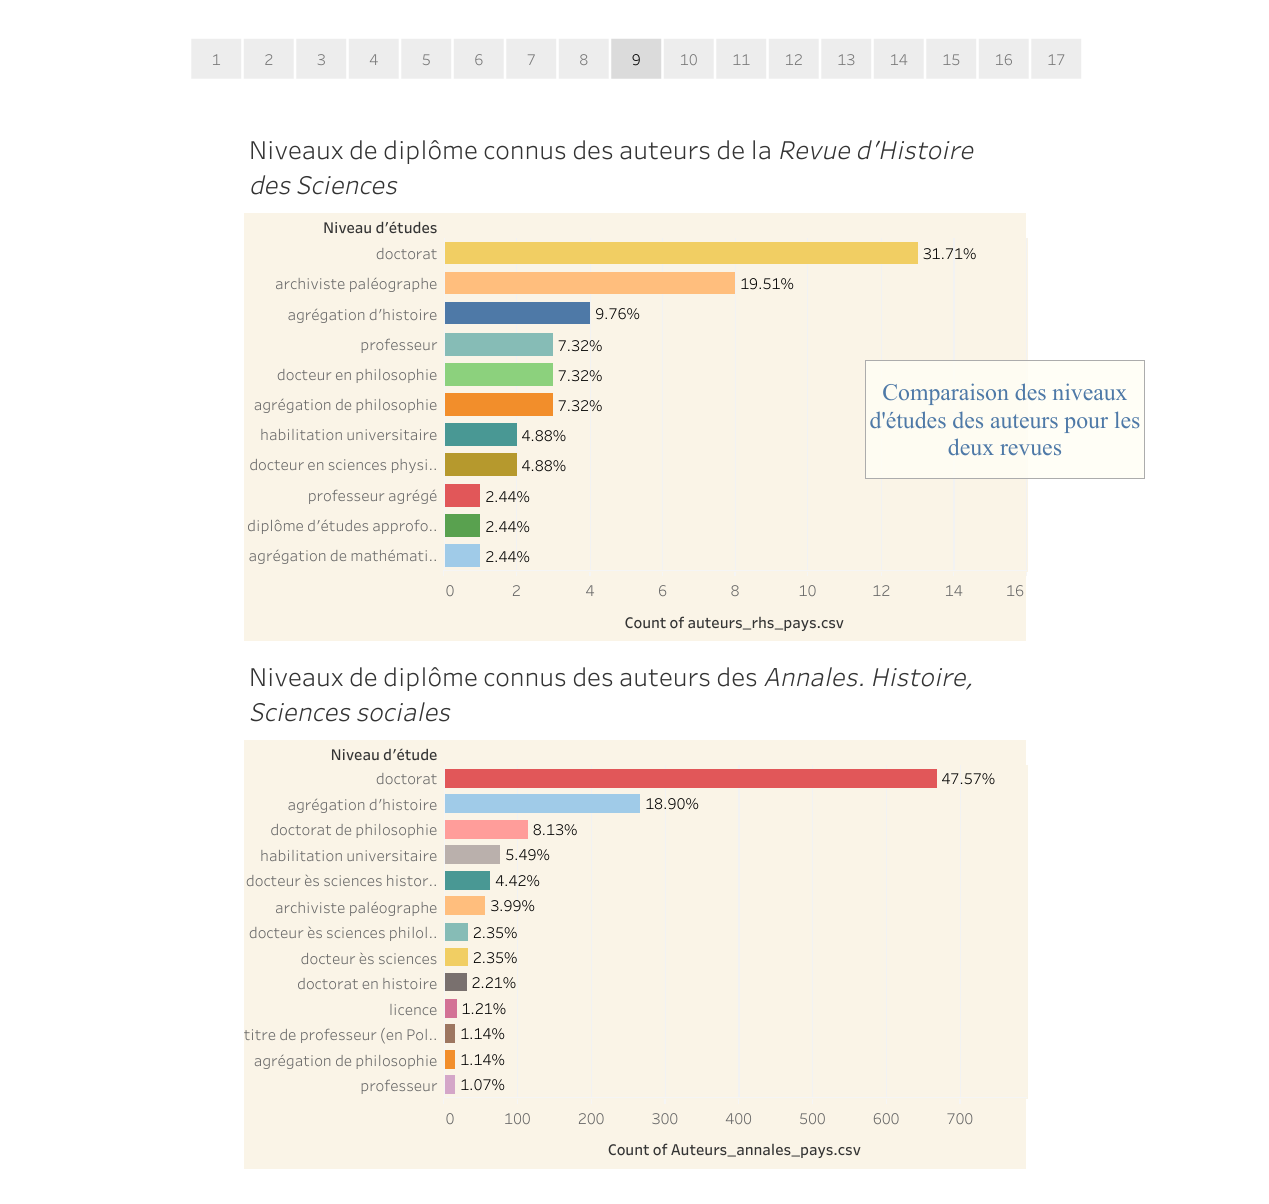 1 2 3 4 5 6 7 8 9 10 11 12 13 14 15 16 17
Niveaux de diplôme connus des auteurs de la Revue d’Histoire
des Sciences
Niveau d’études
doctorat 31.71%
archiviste paléographe 19.51%
agrégation d’histoire 9.76%
professeur 7.32%
docteur en philosophie 7.32%
agrégation de philosophie 7.32%
habilitation universitaire 4.88%
docteur en sciences physi.. 4.88%
professeur agrégé 2.44%
diplôme d’études approfo.. 2.44%
agrégation de mathémati.. 2.44%
0 2 4 6 8 10 12 14 16
Count of auteurs_rhs_pays.csv
Comparaison des niveaux
d'études des auteurs pour les
deux revues
Niveaux de diplôme connus des auteurs des Annales. Histoire,
Sciences sociales
Niveau d’étude
doctorat 47.57%
agrégation d’histoire 18.90%
doctorat de philosophie 8.13%
habilitation universitaire 5.49%
docteur ès sciences histor.. 4.42%
archiviste paléographe 3.99%
docteur ès sciences philol.. 2.35%
docteur ès sciences 2.35%
doctorat en histoire 2.21%
licence 1.21%
titre de professeur (en Pol.. 1.14%
agrégation de philosophie 1.14%
professeur 1.07%
0 100 200 300 400 500 600 700
Count of Auteurs_annales_pays.csv